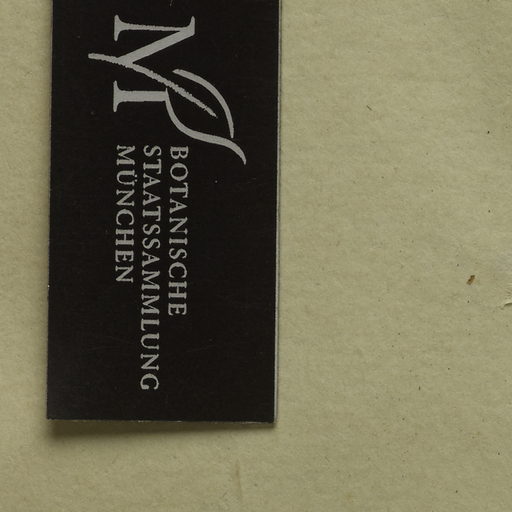 M
BOTANISCHE
STAATSSAMMLUNG
MÜNCHEN